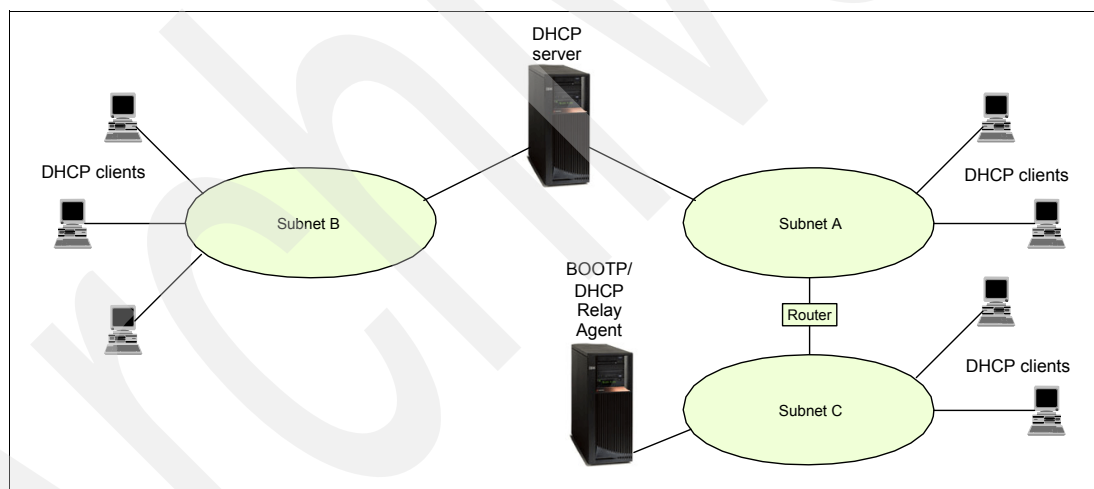 DHCP
server
DHCP clients
Subnet B
Subnet A
DHCP clients
BOOTP/
DHCP
Relay
Agent
Router
Subnet C
DHCP clients